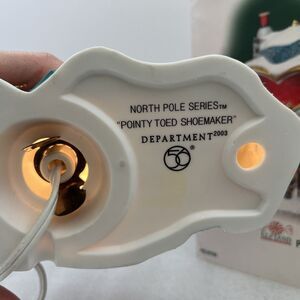 NORTH POLE SERIES™
"POINTY TOED SHOEMAKER"
DEPARTMENT 2003
56